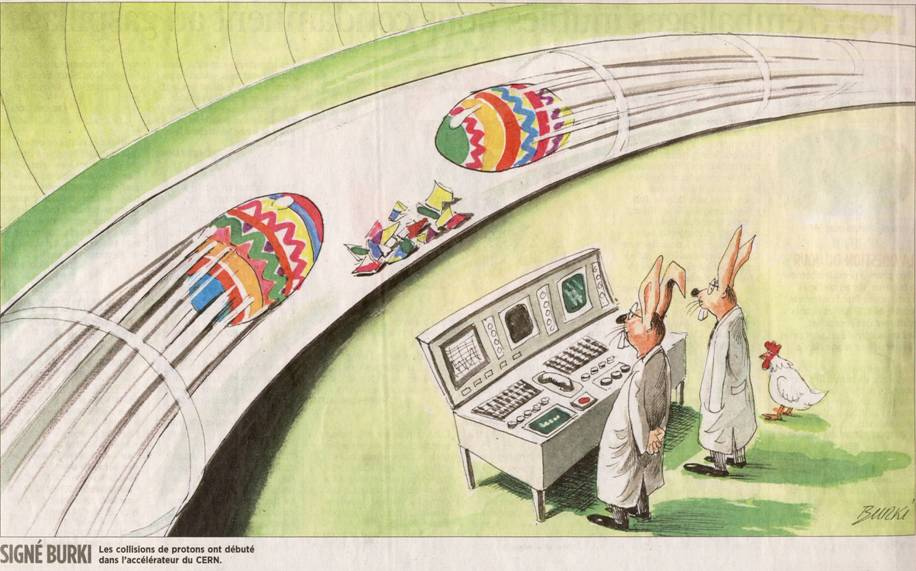 BURKI
SIGNÉ BURKI
Les collisions de protons ont débuté
dans l'accélérateur du CERN.